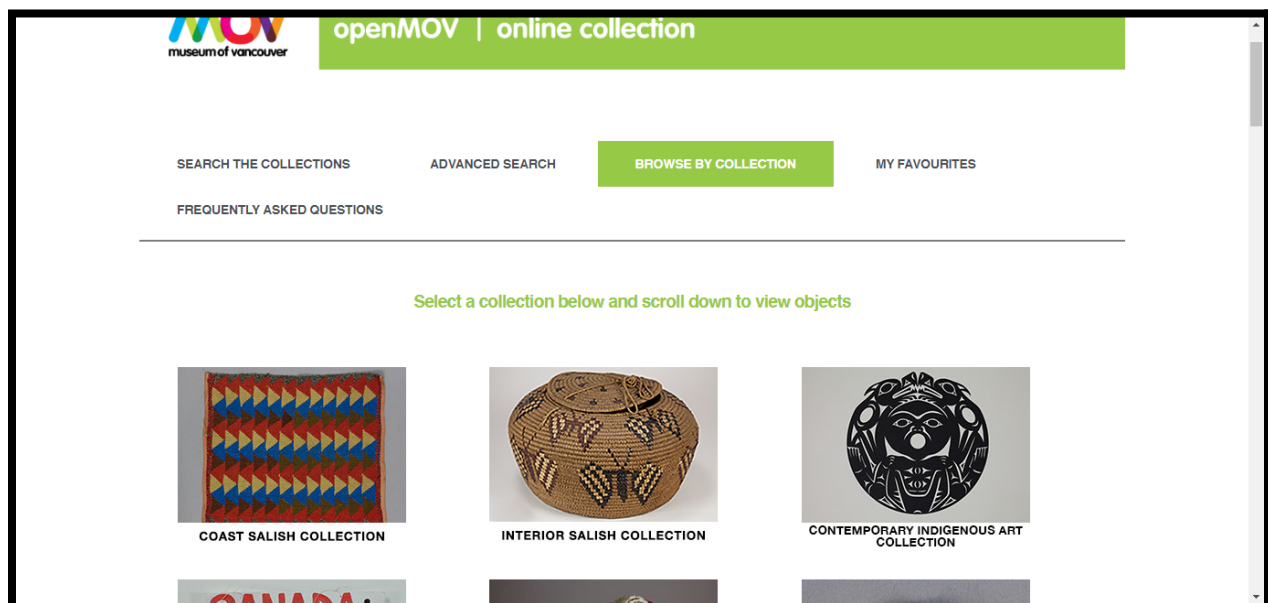 MOV
museum of vancouver
openMOV | online collection
SEARCH THE COLLECTIONS
ADVANCED SEARCH
BROWSE BY COLLECTION
MY FAVOURITES
FREQUENTLY ASKED QUESTIONS
Select a collection below and scroll down to view objects
COAST SALISH COLLECTION
INTERIOR SALISH COLLECTION
CONTEMPORARY INDIGENOUS ART
COLLECTION
CANADA